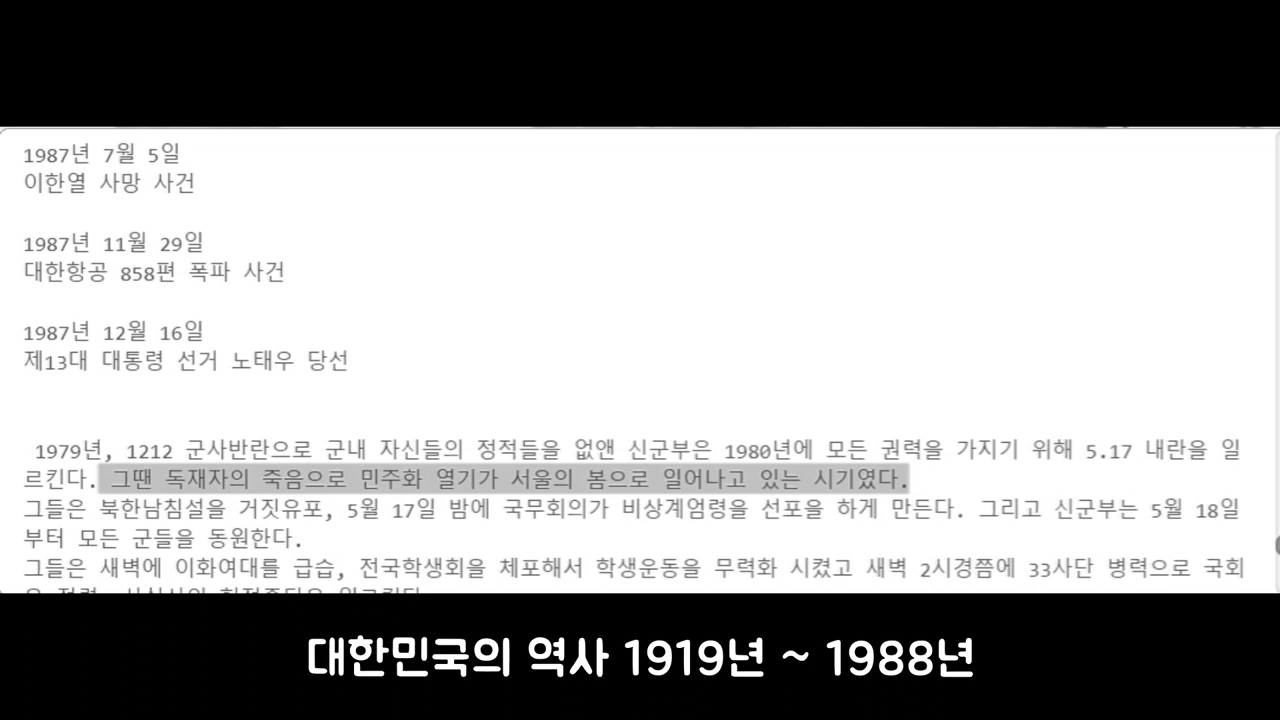 1987년 7월 5일
이한열 사망 사건
1987년 11월 29일
대한항공 858편 폭파 사건
1987년 12월 16일
제13대 대통령 선거 노태우 당선
1979년, 1212 군사반란으로 군내 자신들의 정적들을 없앤 신군부은 1980년에 모든 권력을 가지기 위해 5.17 내란을 일
르킨다. 그땐 독재자의 죽음으로 민주화 열기가 서울의 봄으로 일어나고 있는 시기였다.
그들은 북한남침설을 거짓유포, 5월 17일 밤에 국무회의가 비상계엄령을 선포을 하게 만든다. 그리고 신군부는 5월 18일
부터 모든 군들을 동원한다.
그들은 새벽에 이화여대를 급습, 전국학생회을 체포해서 학생운동을 무력화 시켰고 새벽 2시경쯤에 33사단 병력으로 국회
대한민국의 역사 1919년 ~ 1988년